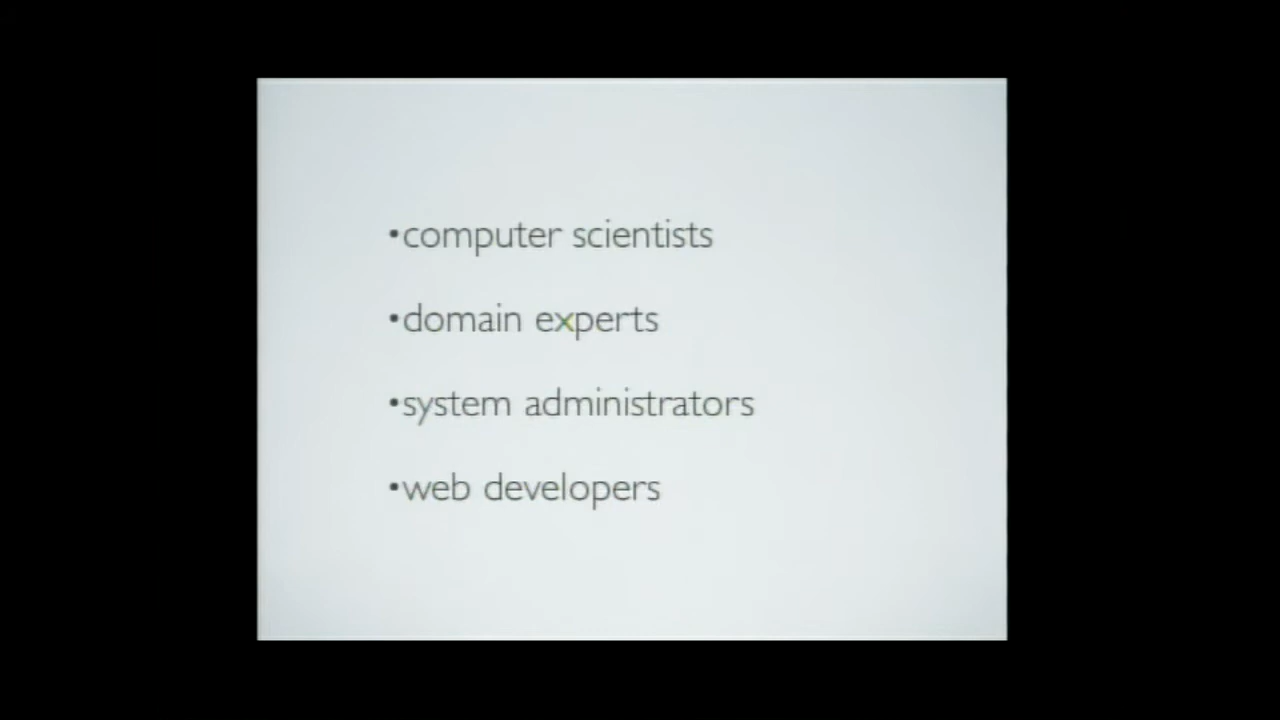 •computer scientists
•domain experts
•system administrators
•web developers